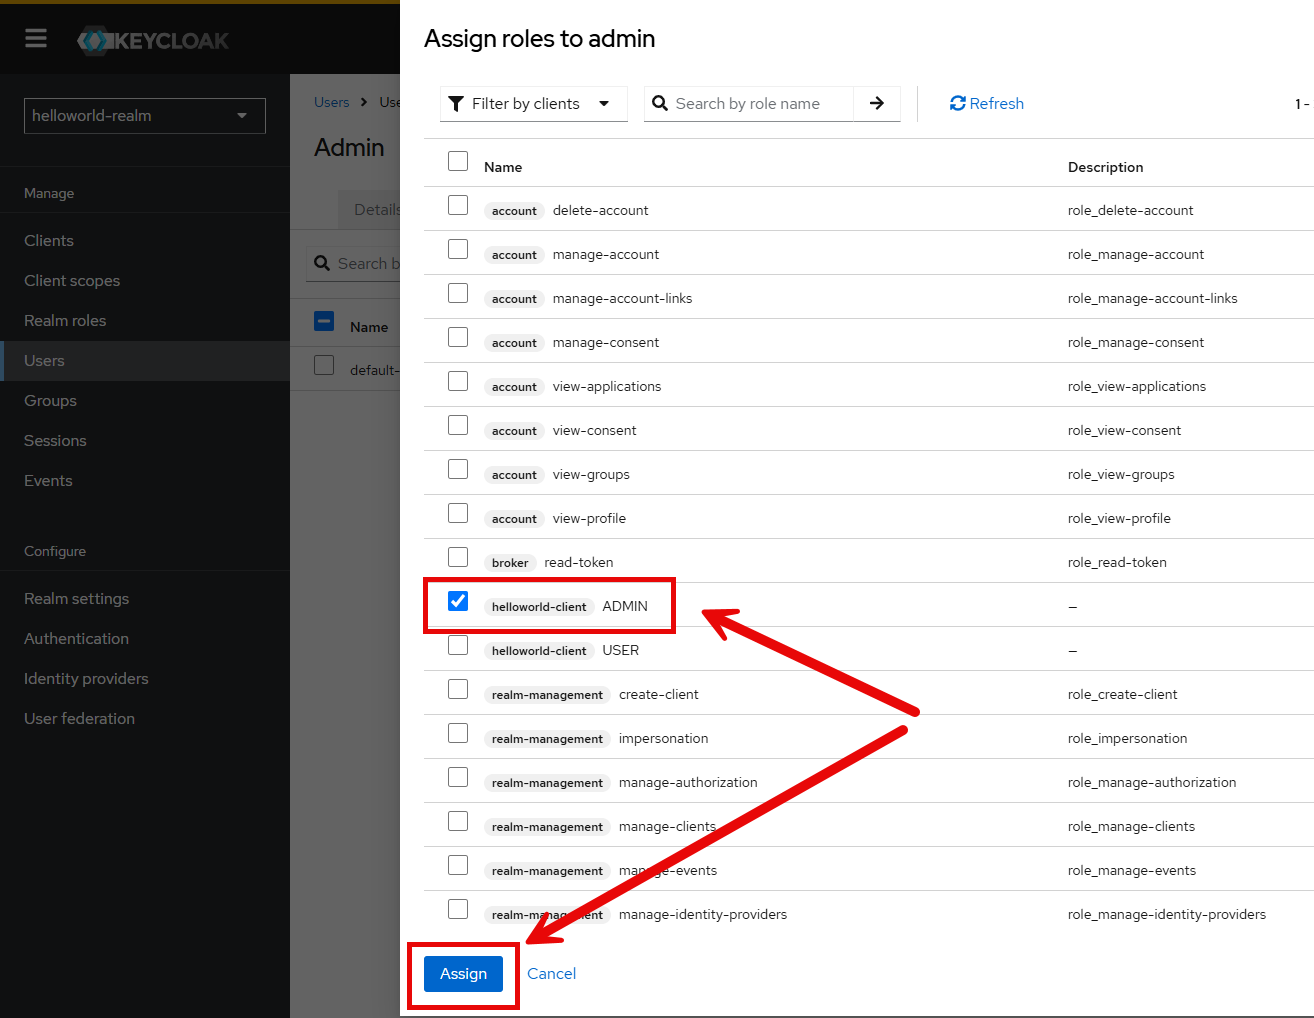 KEYCLOAK
helloworld-realm
Manage
Clients
Client scopes
Realm roles
Users
Groups
Sessions
Events
Configure
Realm settings
Authentication
Identity providers
User federation
Users > Use
Admin
Details
Search b
Name
default-
Assign roles to admin
Filter by clients
Search by role name
Refresh
1 -
Name Description
account delete-account role_delete-account
account manage-account role_manage-account
account manage-account-links role_manage-account-links
account manage-consent role_manage-consent
account view-applications role_view-applications
account view-consent role_view-consent
account view-groups role_view-groups
account view-profile role_view-profile
broker read-token role_read-token
helloworld-client ADMIN –
helloworld-client USER –
realm-management create-client role_create-client
realm-management impersonation role_impersonation
realm-management manage-authorization role_manage-authorization
realm-management manage-clients role_manage-clients
realm-management manage-events role_manage-events
realm-management manage-identity-providers role_manage-identity-providers
Assign Cancel